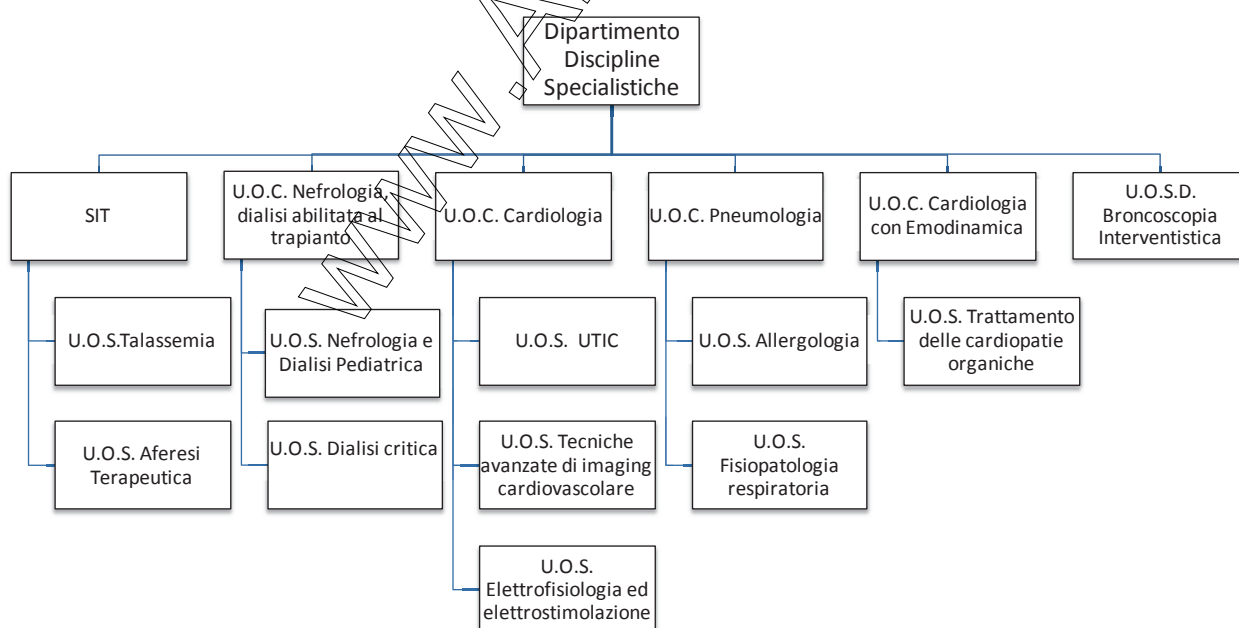 Dipartimento
Discipline
Specialistiche
SIT
U.O.S.Talassemia
U.O.S. Aferesi
Terapeutica
U.O.C. Nefrologia,
dialisi abilitata al
trapianto
U.O.S. Nefrologia e
Dialisi Pediatrica
U.O.S. Dialisi critica
U.O.C. Cardiologia
U.O.S. UTIC
U.O.S. Tecniche
avanzate di imaging
cardiovascolare
U.O.S.
Elettrofisiologia ed
elettrostimolazione
U.O.C. Pneumologia
U.O.S. Allergologia
U.O.S.
Fisiopatologia
respiratoria
U.O.C. Cardiologia
con Emodinamica
U.O.S. Trattamento
delle cardiopatie
organiche
U.O.S.D.
Broncoscopia
Interventistica
www.A